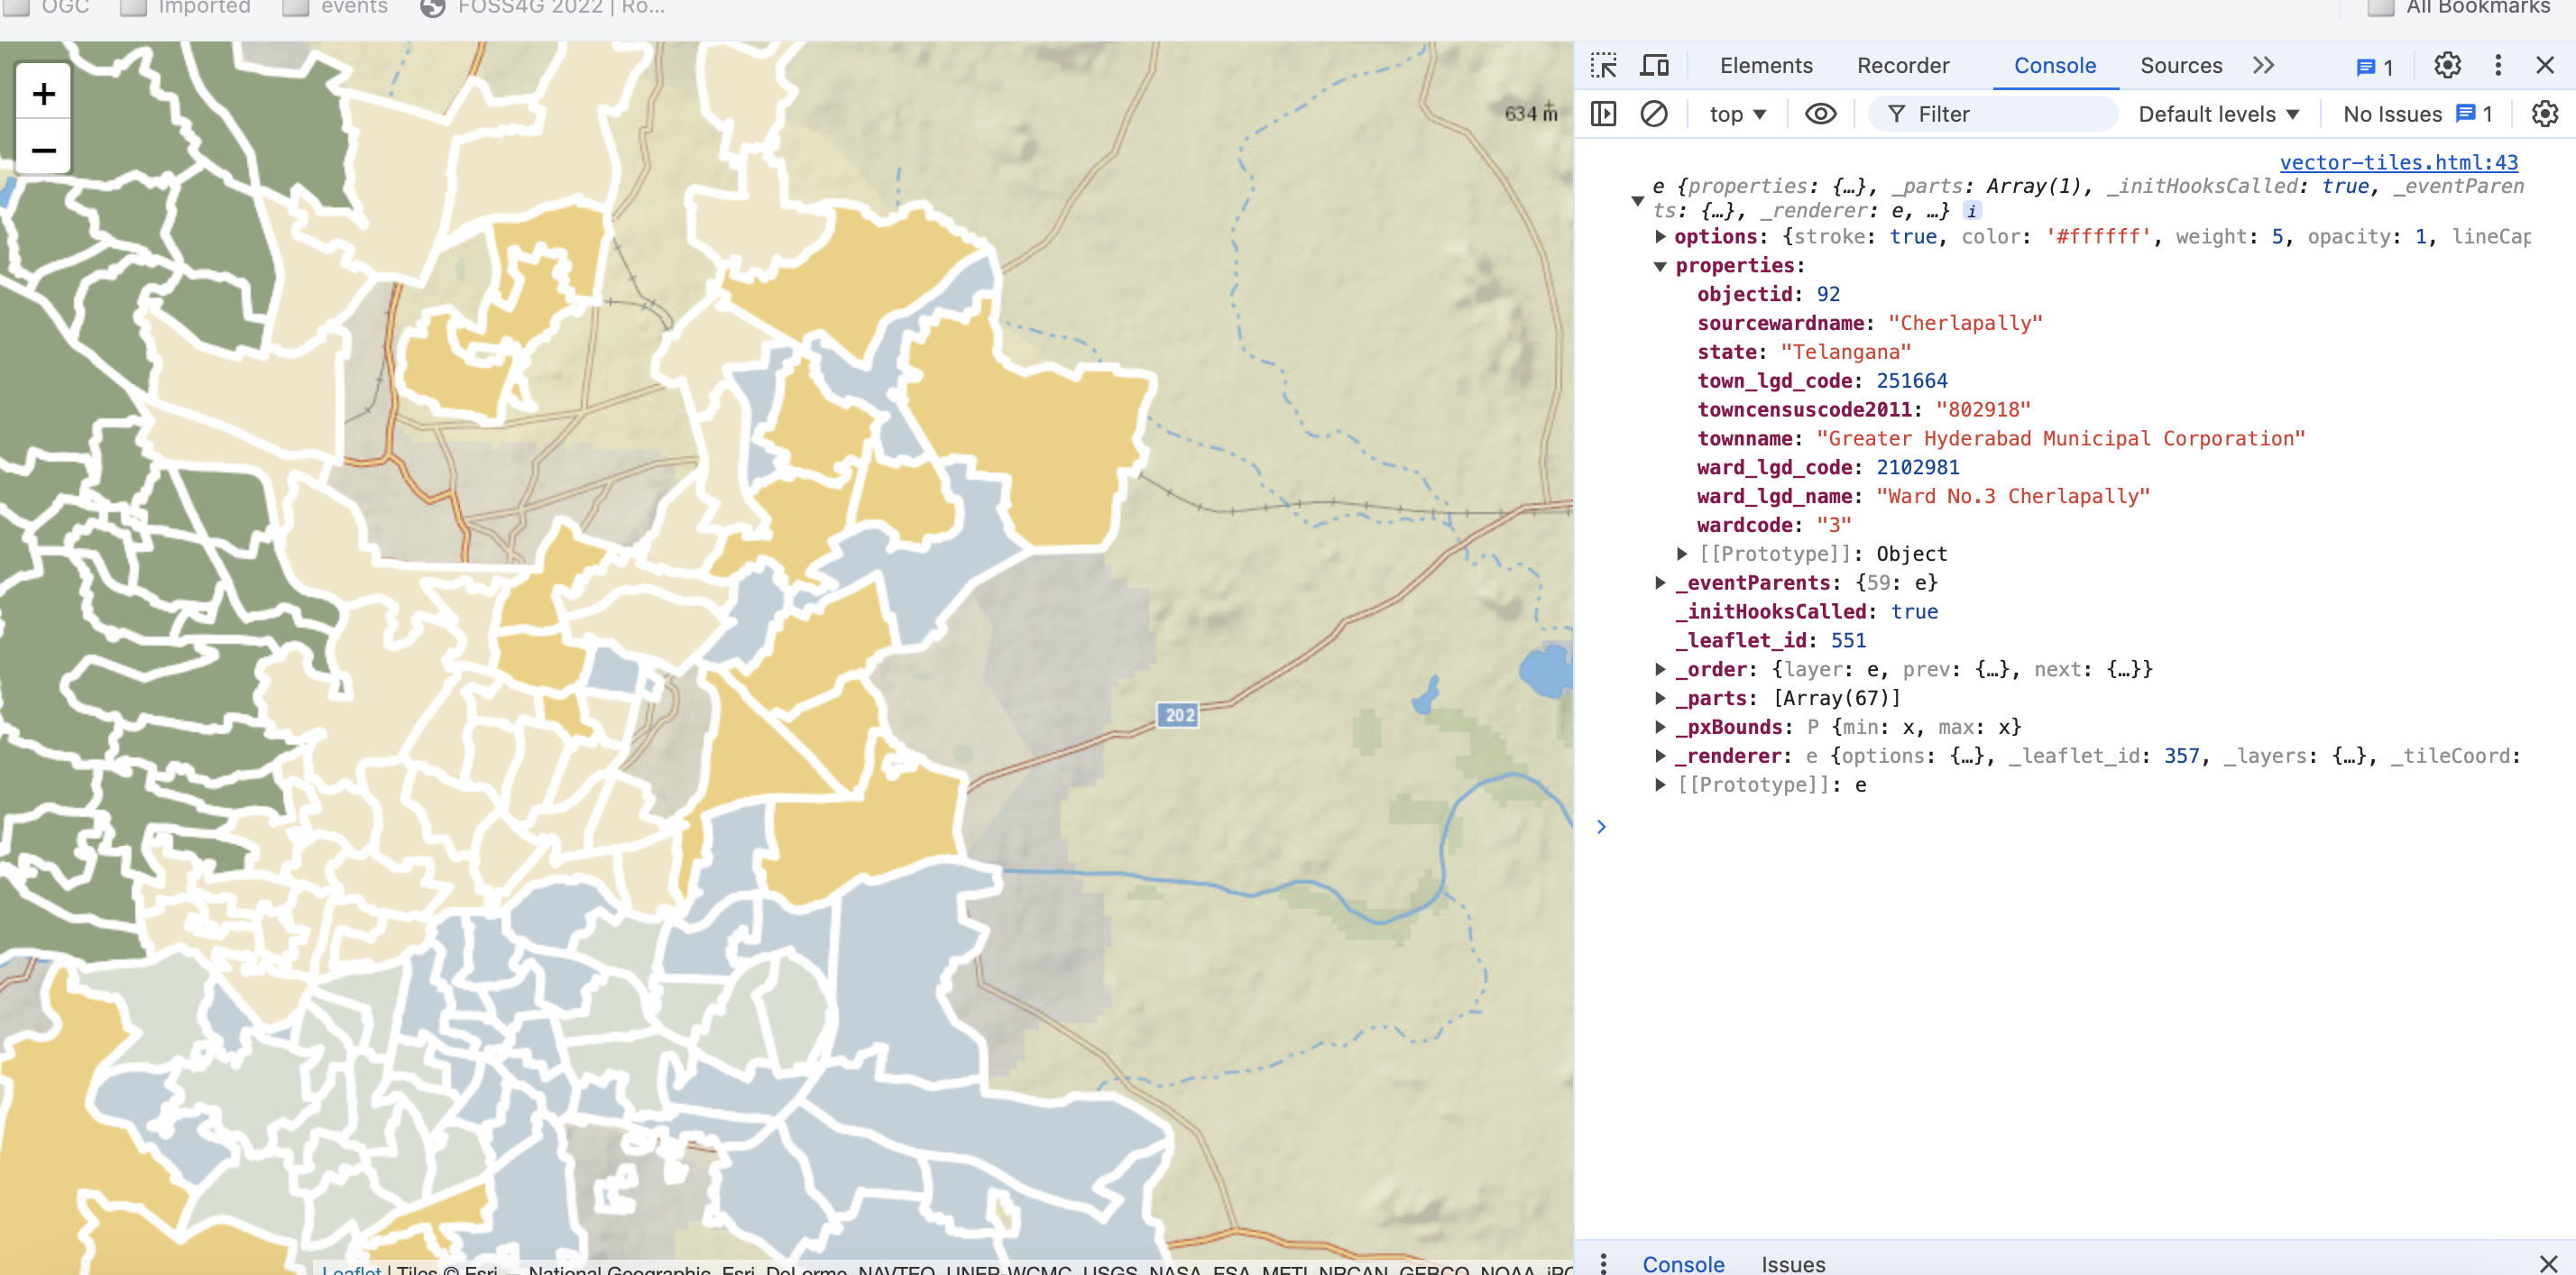 OGC Imported events FOSS4G 2022 | Ro... All Bookmarks
+
−
634 m
202
Leaflet | Tiles © Esri — National Geographic, Esri, DeLorme, NAVTEQ, UNEP-WCMC, USGS, NASA, ESA, METI, NRCAN, GEBCO, NOAA, iPC
Elements Recorder Console Sources 1
top Filter Default levels No Issues 1
vector-tiles.html:43
e {properties: {…}, _parts: Array(1), _initHooksCalled: true, _eventParen
ts: {…}, _renderer: e, …} i
options: {stroke: true, color: '#ffffff', weight: 5, opacity: 1, lineCap
properties:
objectid: 92
sourcewardname: "Cherlapally"
state: "Telangana"
town_lgd_code: 251664
towncensuscode2011: "802918"
townname: "Greater Hyderabad Municipal Corporation"
ward_lgd_code: 2102981
ward_lgd_name: "Ward No.3 Cherlapally"
wardcode: "3"
[[Prototype]]: Object
_eventParents: {59: e}
_initHooksCalled: true
_leaflet_id: 551
_order: {layer: e, prev: {…}, next: {…}}
_parts: [Array(67)]
_pxBounds: P {min: x, max: x}
_renderer: e {options: {…}, _leaflet_id: 357, _layers: {…}, _tileCoord:
[[Prototype]]: e
Console Issues